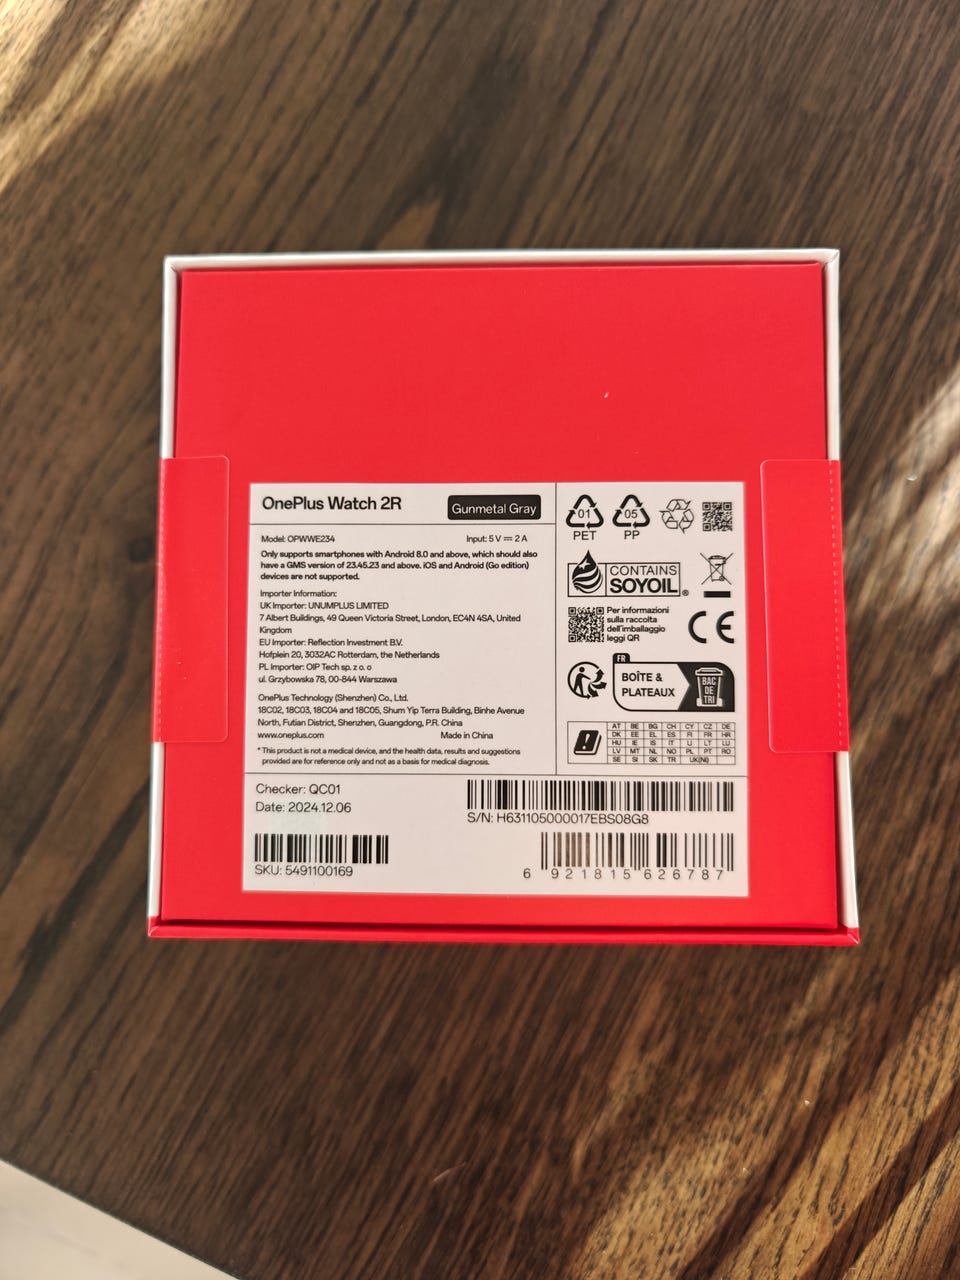 OnePlus Watch 2R
Gunmetal Gray
Model: OPWWE234
Input: 5 V ⎓ 2 A
Only supports smartphones with Android 8.0 and above, which should also
have a GMS version of 23.45.23 and above. iOS and Android (Go edition)
devices are not supported.
Importer Information:
UK Importer: UNUMPLUS LIMITED
7 Albert Buildings, 49 Queen Victoria Street, London, EC4N 4SA, United
Kingdom
EU Importer: Reflection Investment B.V.
Hofplein 20, 3032AC Rotterdam, the Netherlands
PL Importer: OIP Tech sp. z o. o
ul. Grzybowska 78, 00-844 Warszawa
OnePlus Technology (Shenzhen) Co., Ltd.
18C02, 18C03, 18C04 and 18C05, Shum Yip Terra Building, Binhe Avenue
North, Futian District, Shenzhen, Guangdong, P.R. China
www.oneplus.com
Made in China
* This product is not a medical device, and the health data, results and suggestions
provided are for reference only and not as a basis for medical diagnosis.
01
PET
05
PP
CONTAINS
SOYOIL®
Per informazioni
sulla raccolta
dell'imballaggio
leggi QR
CE
FR
BOÎTE &
PLATEAUX
BAC
DE
TRI
AT BE BG CH CY CZ DE
DK EE EL ES FI FR HR
HU IE IS IT LI LT LU
LV MT NL NO PL PT RO
SE SI SK TR UK(NI)
Checker: QC01
Date: 2024.12.06
S/N: H631105000017EBS08G8
SKU: 5491100169
6 921815 626787